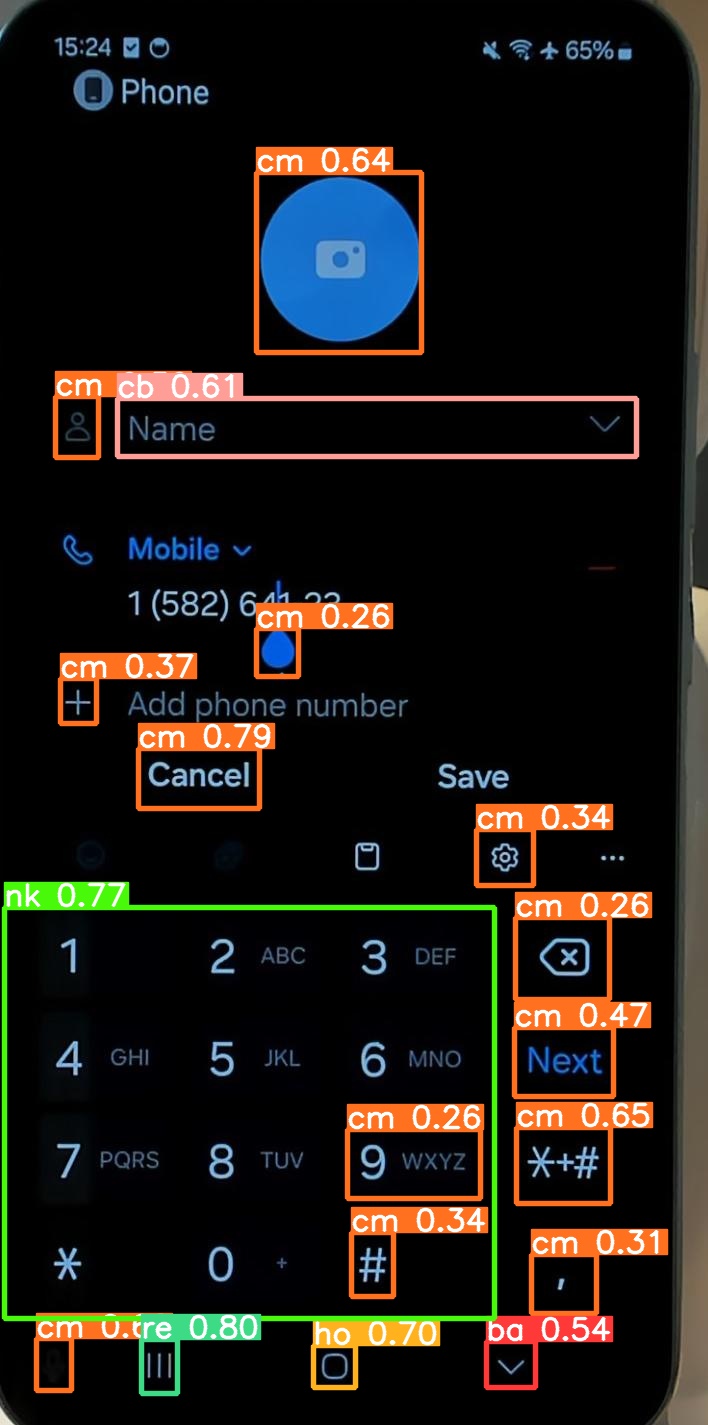 15:24 65%
Phone
cm 0.64
cm cb 0.61
Name
Mobile
1 (582) 641-23
cm 0.26
cm 0.37
Add phone number
cm 0.79
Cancel Save
cm 0.34
nk 0.77
cm 0.26
1 2 ABC 3 DEF
cm 0.47
4 GHI 5 JKL 6 MNO Next
cm 0.26 cm 0.65
7 PQRS 8 TUV 9 WXYZ *+#
cm 0.34
cm 0.31
* 0 + # ,
cm re 0.80 ho 0.70 ba 0.54